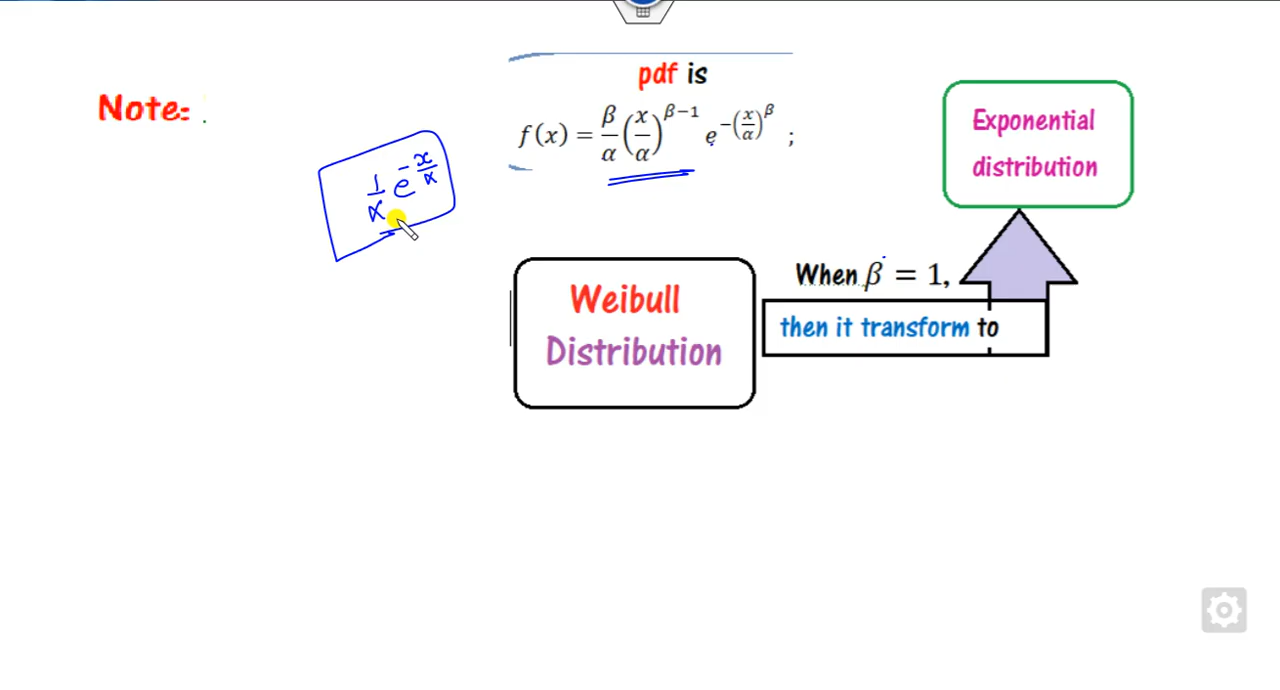 pdf is
Note:
f(x) = β/α (x/α)^(β−1) e^(−(x/α)^β) ;
1/α e^(−x/α)
Exponential
distribution
When β = 1,
Weibull
Distribution
then it transform to